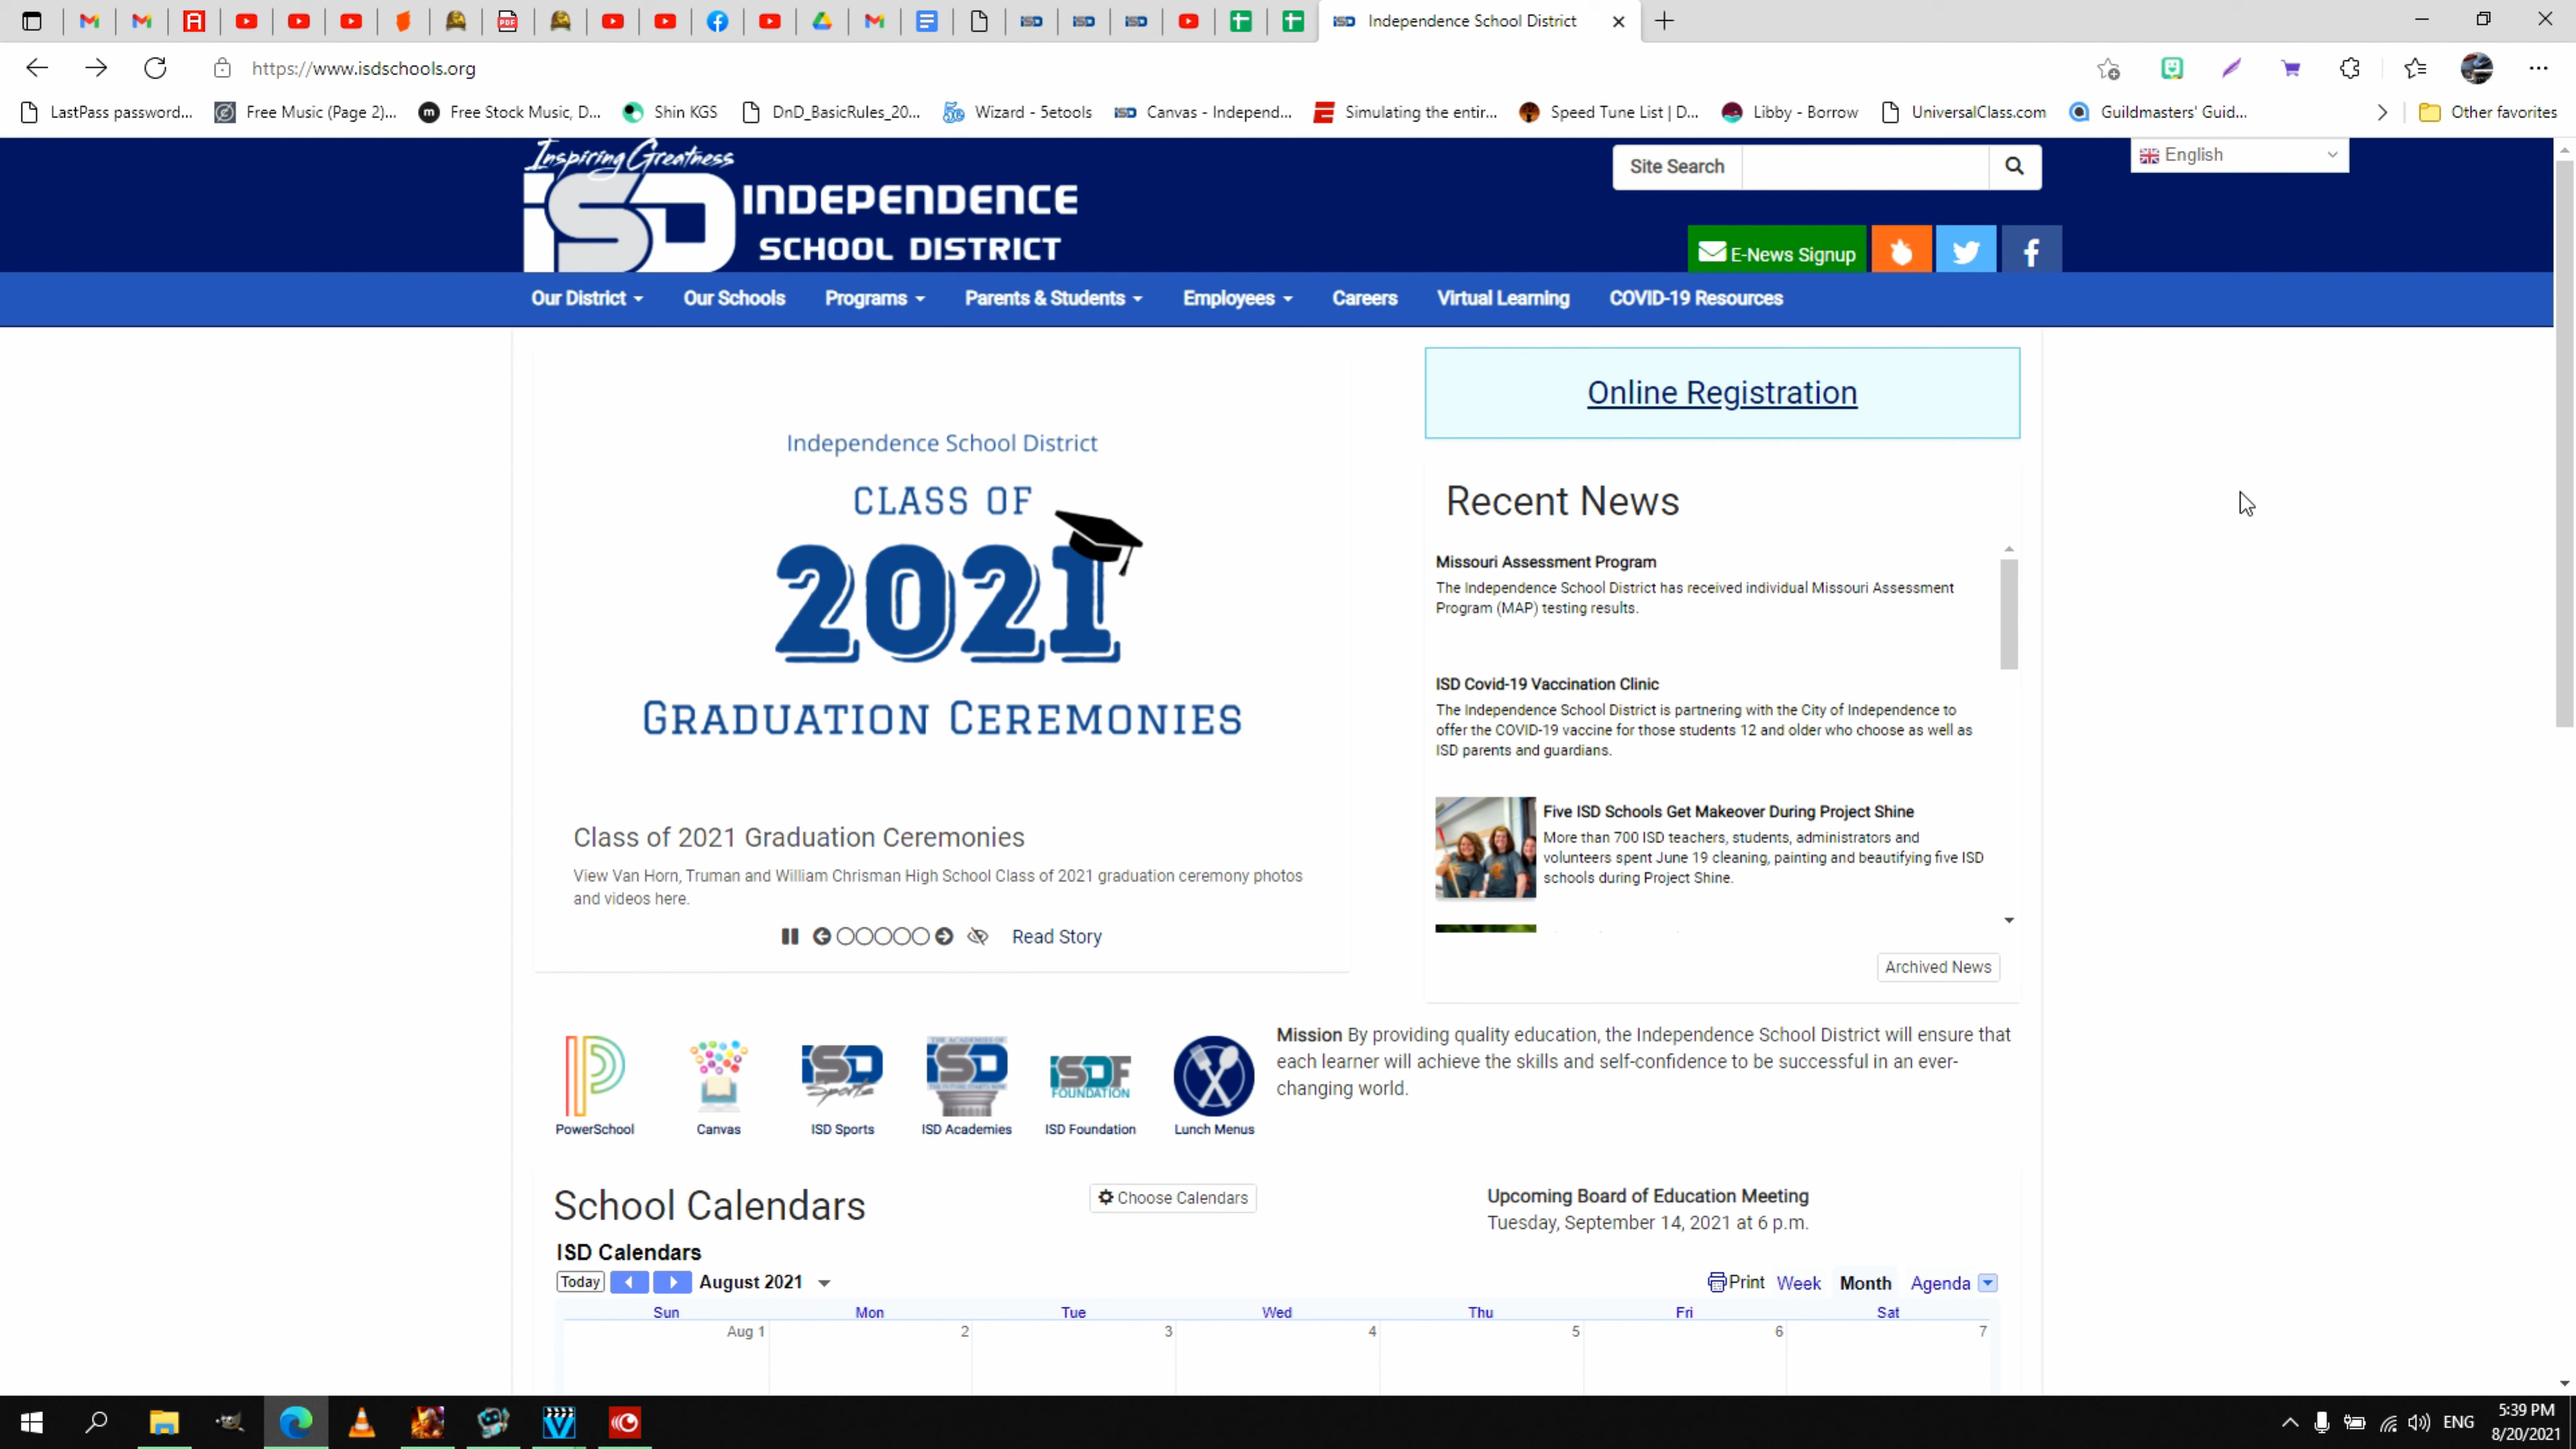 Independence School District
https://www.isdschools.org
LastPass password... Free Music (Page 2)... Free Stock Music, D... Shin KGS DnD_BasicRules_20... Wizard - 5etools Canvas - Independ... Simulating the entir... Speed Tune List | D... Libby - Borrow UniversalClass.com Guildmasters' Guid... Other favorites
Inspiring Greatness
ISD INDEPENDENCE
SCHOOL DISTRICT
Site Search
English
E-News Signup
Our District Our Schools Programs Parents & Students Employees Careers Virtual Learning COVID-19 Resources
Independence School District
CLASS OF
2021
GRADUATION CEREMONIES
Class of 2021 Graduation Ceremonies
View Van Horn, Truman and William Chrisman High School Class of 2021 graduation ceremony photos
and videos here.
Read Story
Online Registration
Recent News
Missouri Assessment Program
The Independence School District has received individual Missouri Assessment
Program (MAP) testing results.
ISD Covid-19 Vaccination Clinic
The Independence School District is partnering with the City of Independence to
offer the COVID-19 vaccine for those students 12 and older who choose as well as
ISD parents and guardians.
Five ISD Schools Get Makeover During Project Shine
More than 700 ISD teachers, students, administrators and
volunteers spent June 19 cleaning, painting and beautifying five ISD
schools during Project Shine.
Archived News
PowerSchool
Canvas
ISD Sports
ISD Sports
ISD
ISD Academies
ISDF FOUNDATION
ISD Foundation
Lunch Menus
Mission By providing quality education, the Independence School District will ensure that
each learner will achieve the skills and self-confidence to be successful in an ever-
changing world.
School Calendars
Choose Calendars
Upcoming Board of Education Meeting
Tuesday, September 14, 2021 at 6 p.m.
ISD Calendars
Today August 2021 Print Week Month Agenda
Sun Mon Tue Wed Thu Fri Sat
Aug 1 2 3 4 5 6 7
ENG
5:39 PM
8/20/2021